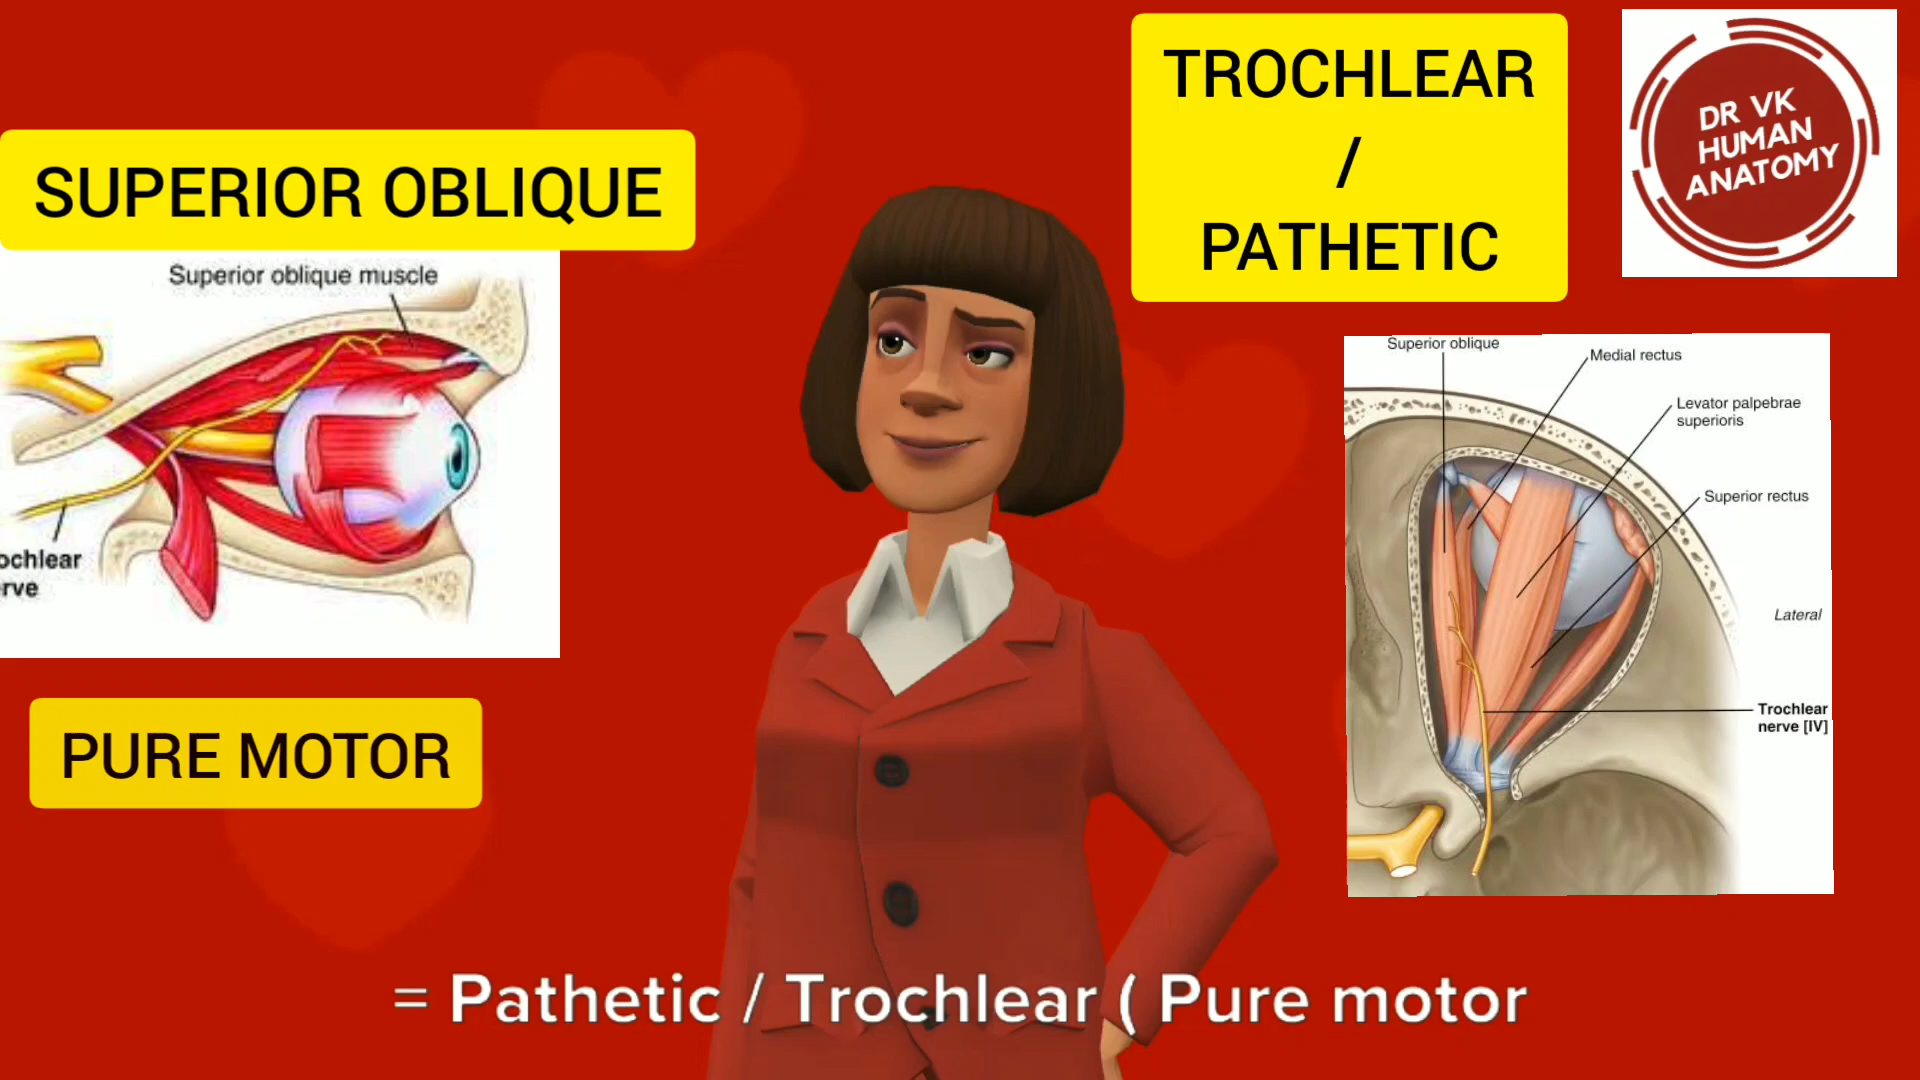 SUPERIOR OBLIQUE
Superior oblique muscle
ochlear
rve
PURE MOTOR
TROCHLEAR
/
PATHETIC
DR VK
HUMAN
ANATOMY
Superior oblique
Medial rectus
Levator palpebrae
superioris
Superior rectus
Lateral
Trochlear
nerve [IV]
= Pathetic / Trochlear ( Pure motor